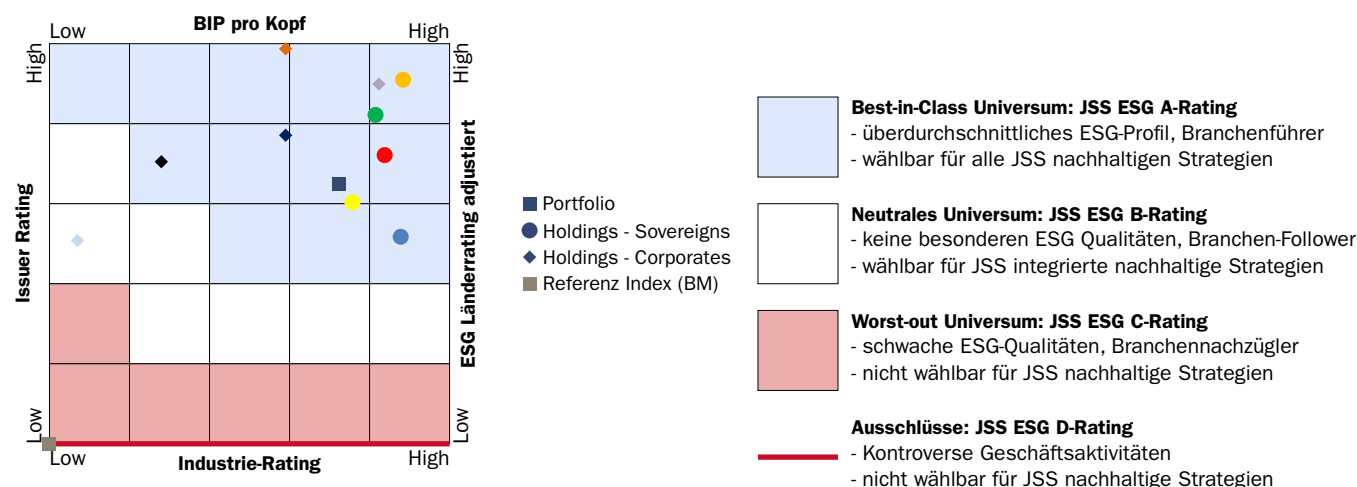 BIP pro Kopf
Low
High
High
High
Issuer Rating
ESG Länderrating adjustiert
Low
Low
Low
High
Industrie-Rating
Portfolio
Holdings - Sovereigns
Holdings - Corporates
Referenz Index (BM)
Best-in-Class Universum: JSS ESG A-Rating
- überdurchschnittliches ESG-Profil, Branchenführer
- wählbar für alle JSS nachhaltigen Strategien
Neutrales Universum: JSS ESG B-Rating
- keine besonderen ESG Qualitäten, Branchen-Follower
- wählbar für JSS integrierte nachhaltige Strategien
Worst-out Universum: JSS ESG C-Rating
- schwache ESG-Qualitäten, Branchennachzügler
- nicht wählbar für JSS nachhaltige Strategien
Ausschlüsse: JSS ESG D-Rating
- Kontroverse Geschäftsaktivitäten
- nicht wählbar für JSS nachhaltige Strategien